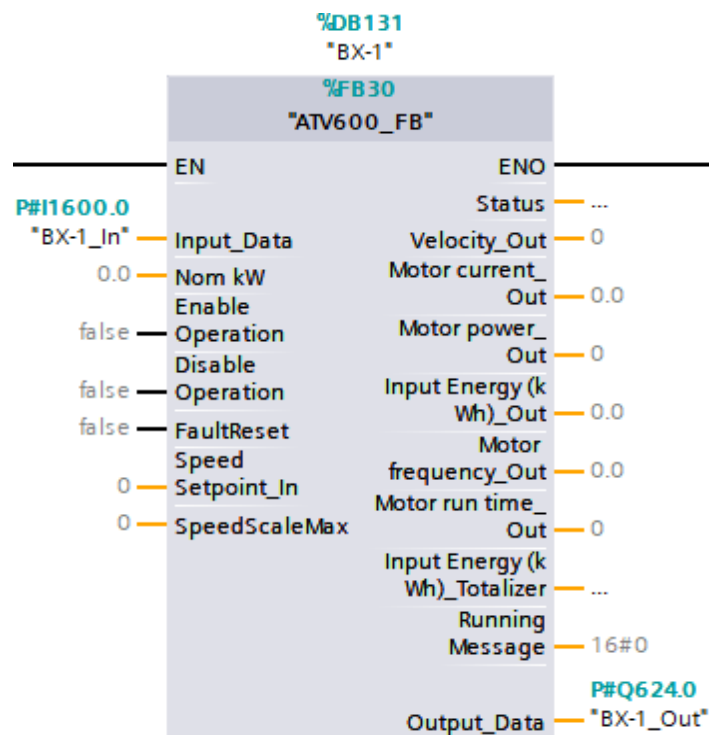 %DB131
"BX-1"
%FB30
"ATV600_FB"
EN ENO
Status ...
P#I1600.0
"BX-1_In" Input_Data Velocity_Out 0
0.0 Nom kW Motor current_
Out 0.0
Enable
false Operation Motor power_
Out 0
Disable
false Operation Input Energy (k
Wh)_Out 0.0
false FaultReset Motor
frequency_Out 0.0
Speed
0 Setpoint_In Motor run time_
Out 0
0 SpeedScaleMax
Input Energy (k
Wh)_Totalizer ...
Running
Message 16#0
P#Q624.0
Output_Data "BX-1_Out"